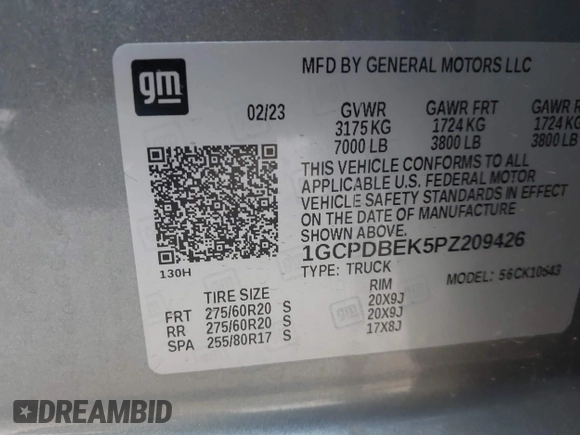 gm
MFD BY GENERAL MOTORS LLC
02/23 GVWR GAWR FRT GAWR
3175 KG 1724 KG 1724 KG
7000 LB 3800 LB 3800 LB
THIS VEHICLE CONFORMS TO ALL
APPLICABLE U.S. FEDERAL MOTOR
VEHICLE SAFETY STANDARDS IN EFFECT
ON THE DATE OF MANUFACTURE
SHOWN ABOVE.
1GCPDBEK5PZ209426
130H TYPE: TRUCK MODEL: 56CK10543
TIRE SIZE RIM
FRT 275/60R20 S 20X9J
RR 275/60R20 S 20X9J
SPA 255/80R17 S 17X8J
DREAMBID